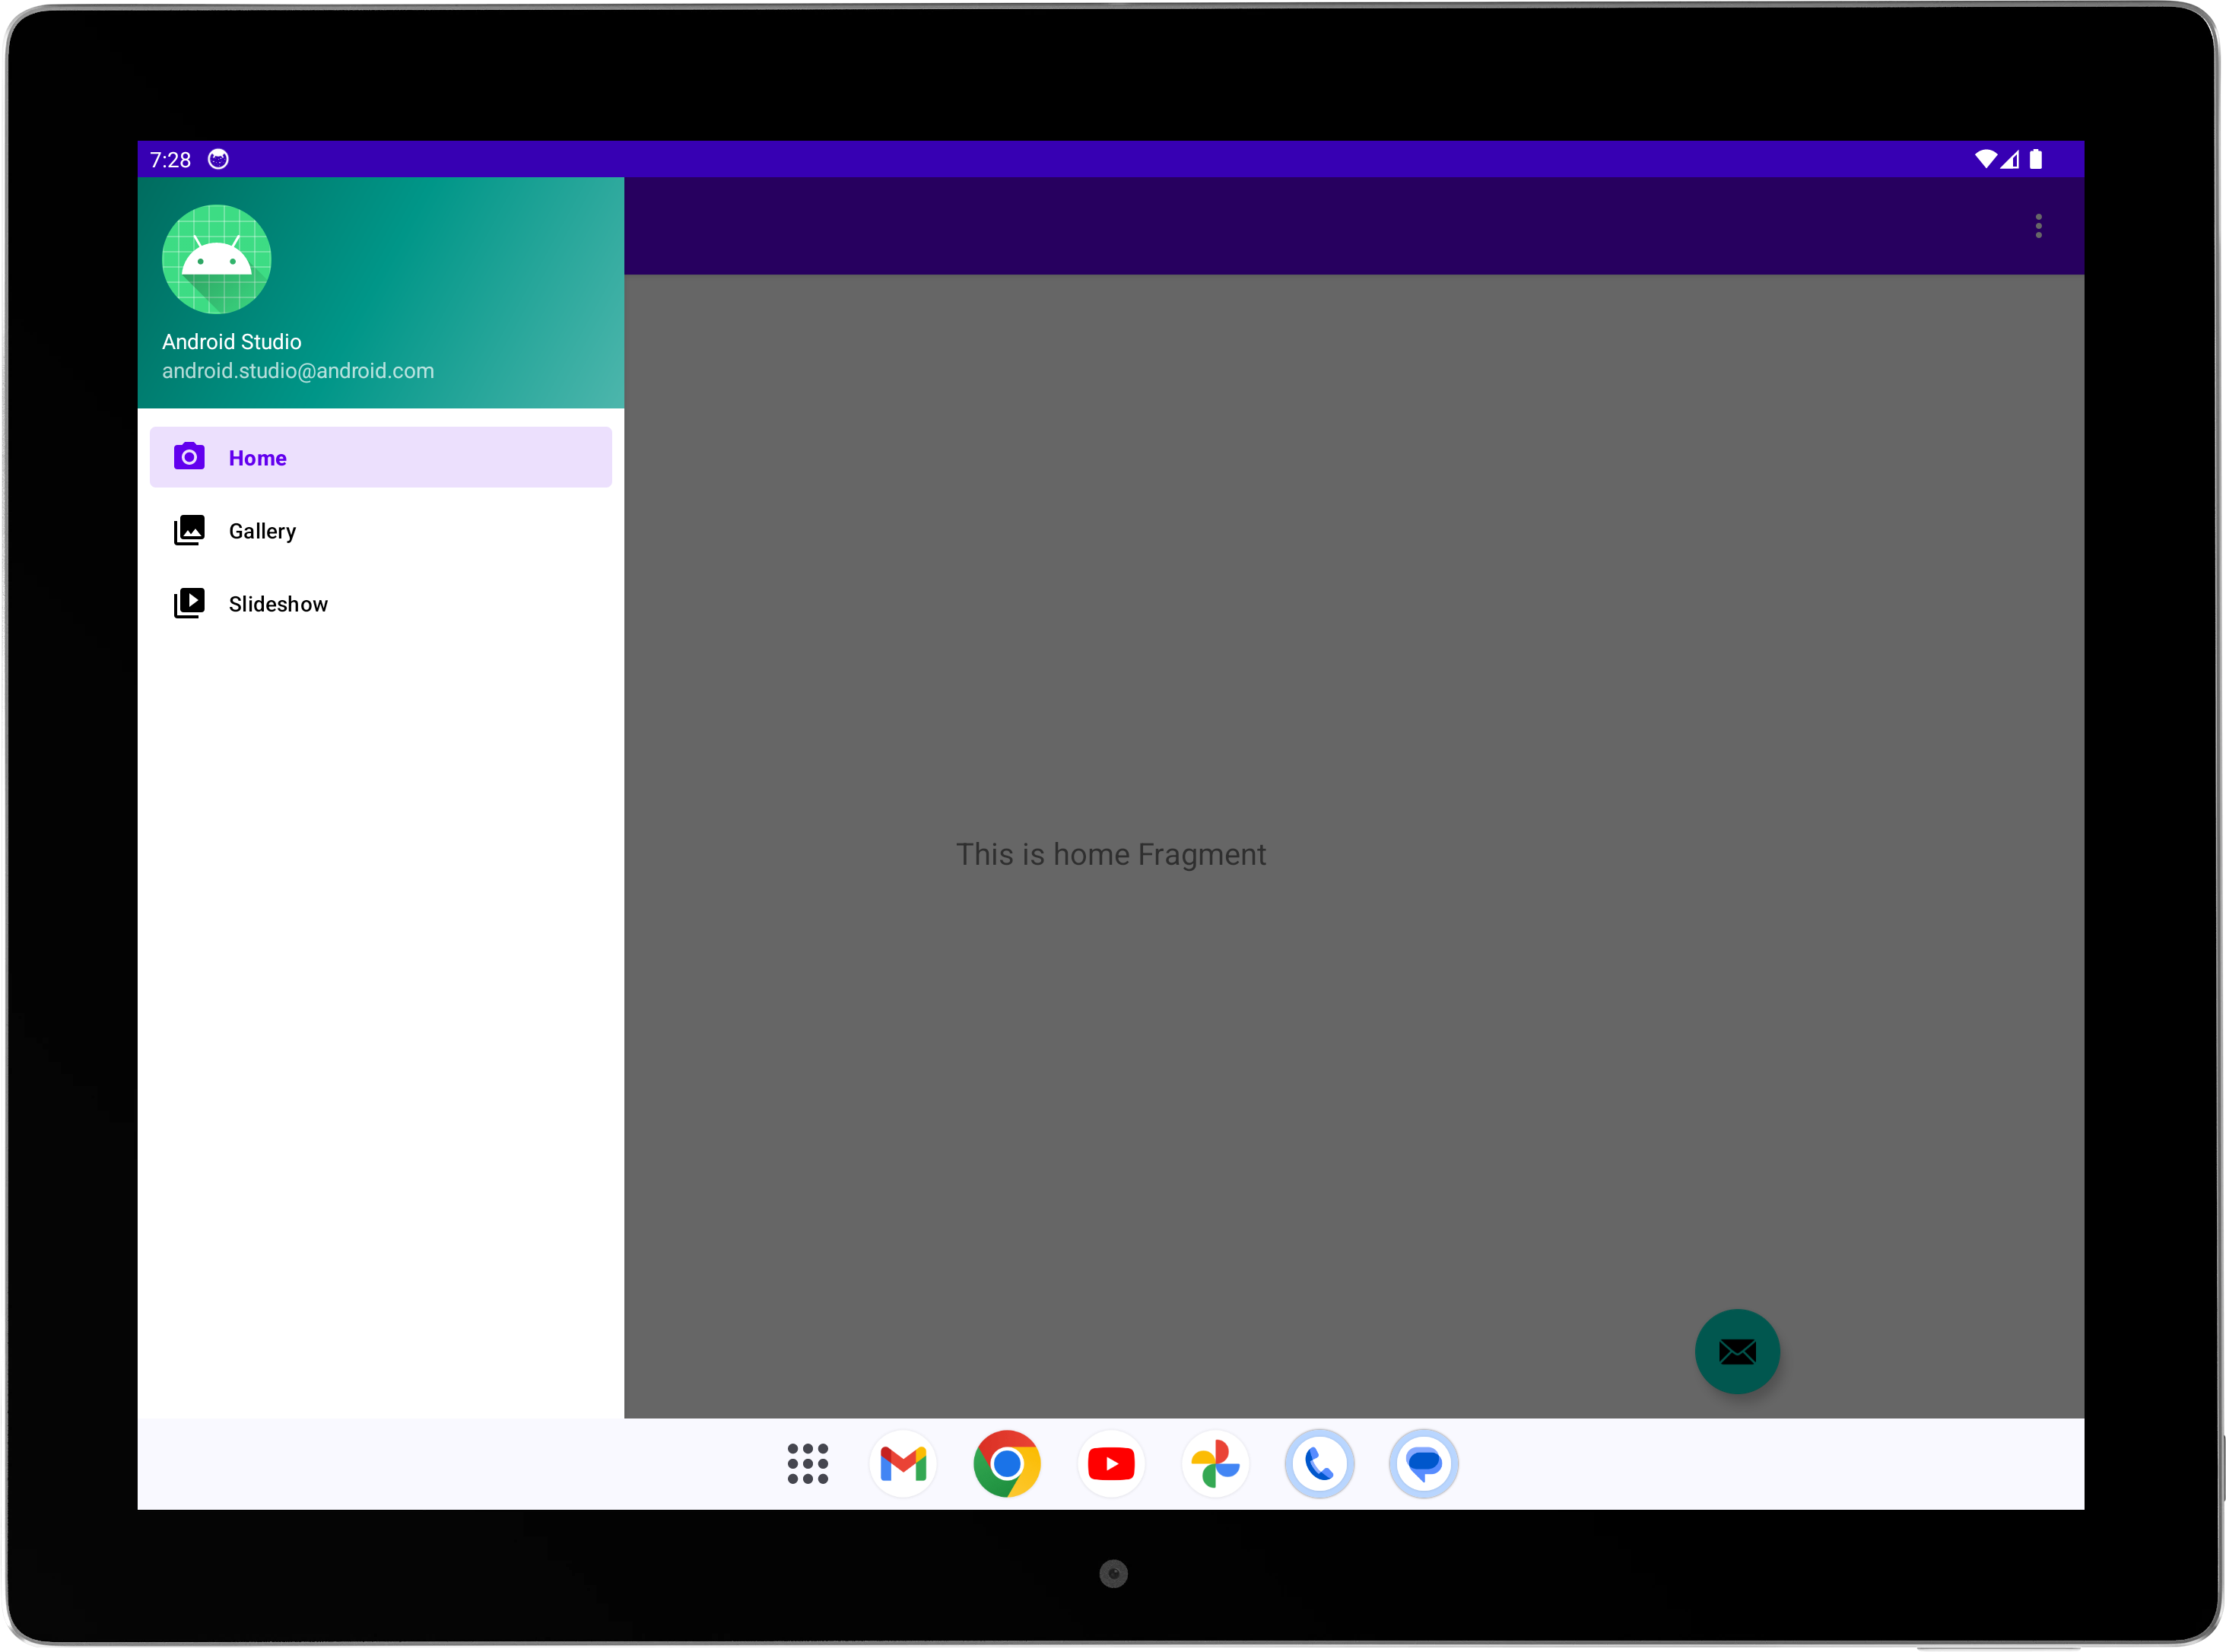 7:28
Android Studio
android.studio@android.com
Home
Gallery
Slideshow
This is home Fragment